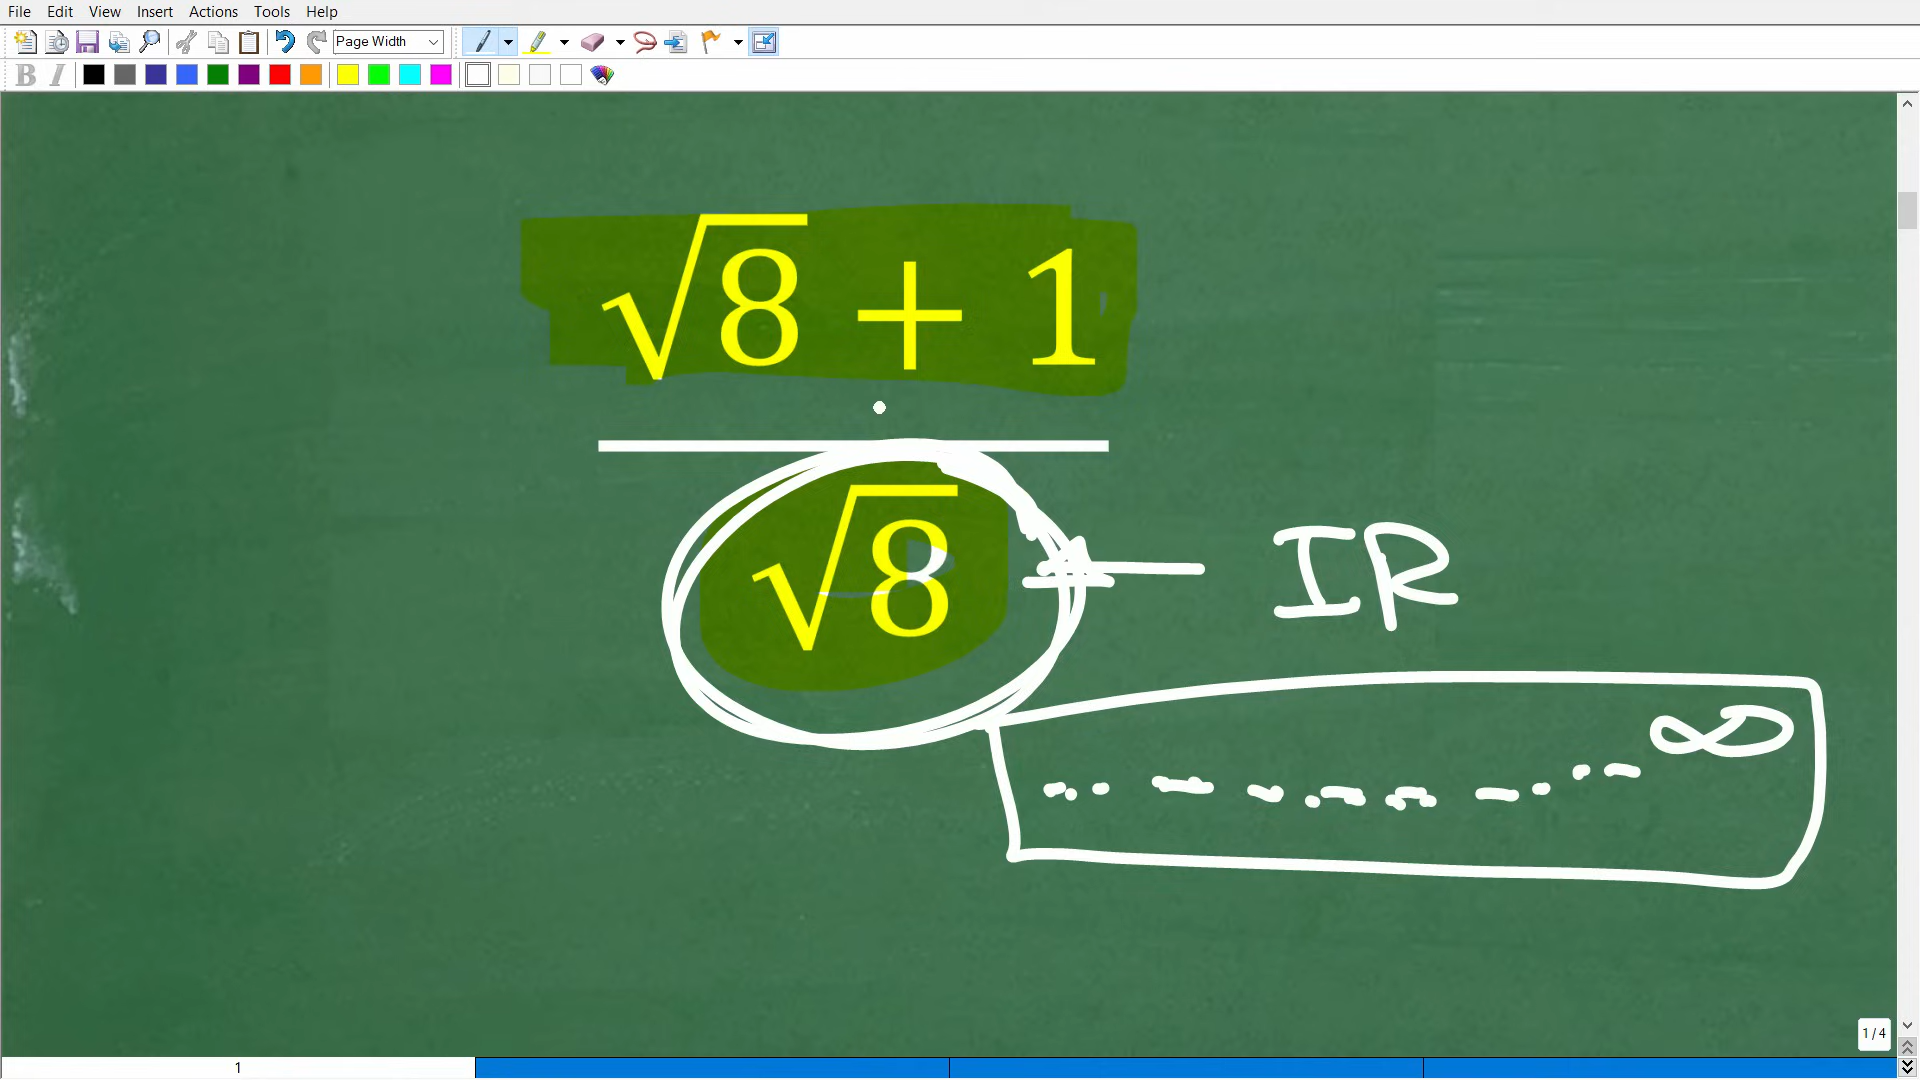 File Edit View Insert Actions Tools Help
Page Width
B I
√8 + 1
√8
IR
∞
1 / 4
1